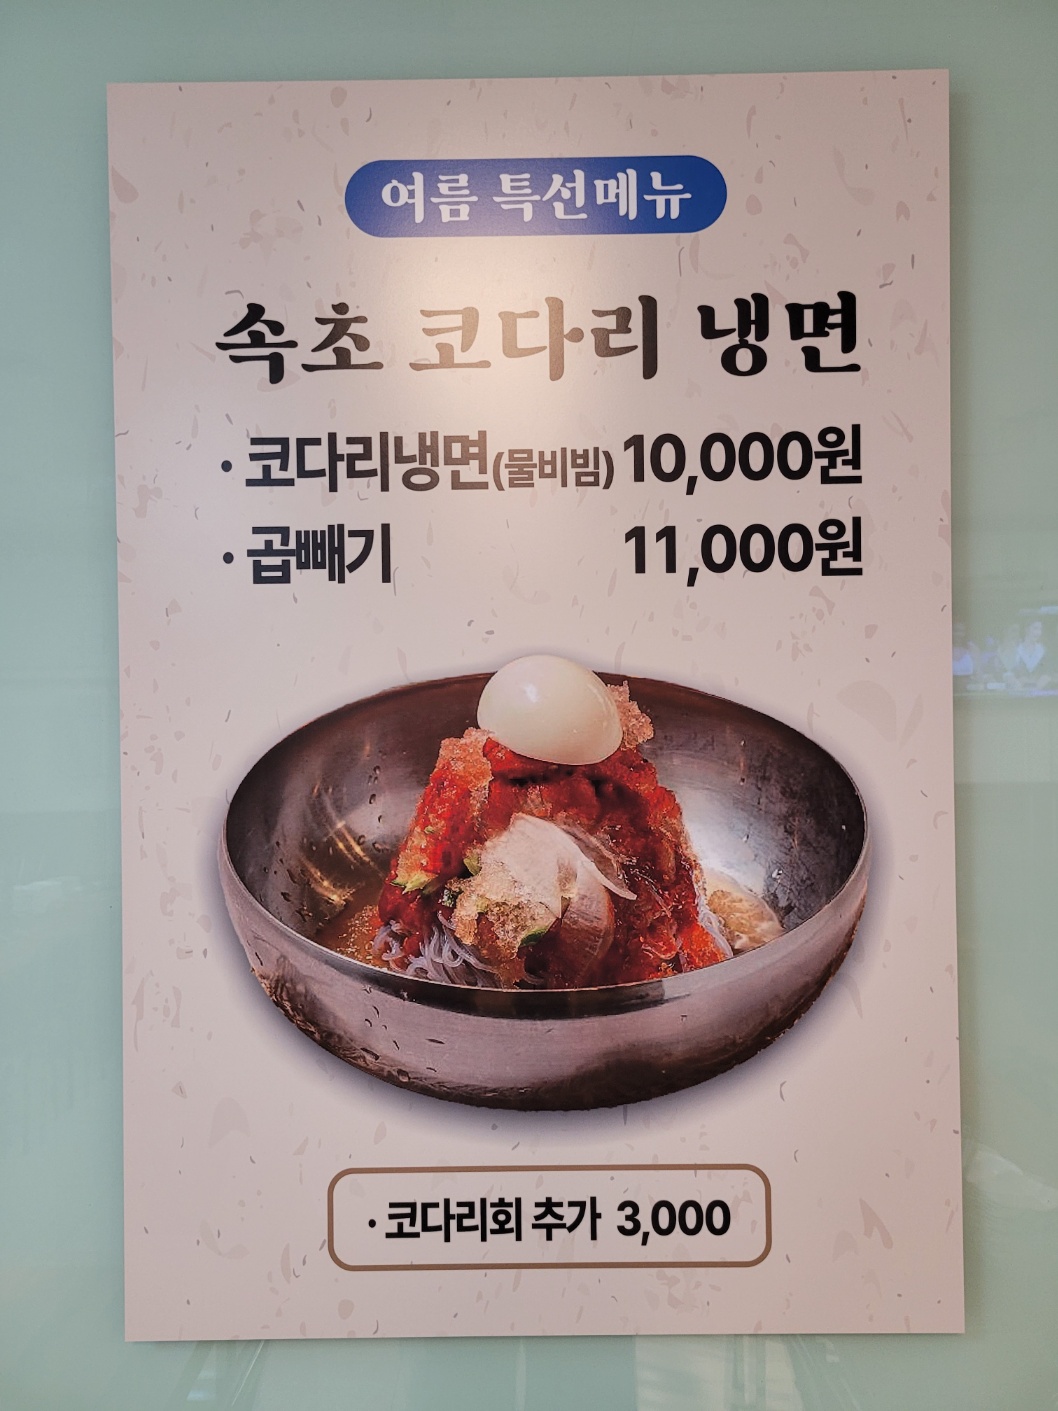 여름 특선메뉴
속초 코다리 냉면
· 코다리냉면(물비빔) 10,000원
· 곱빼기 11,000원
· 코다리회 추가 3,000